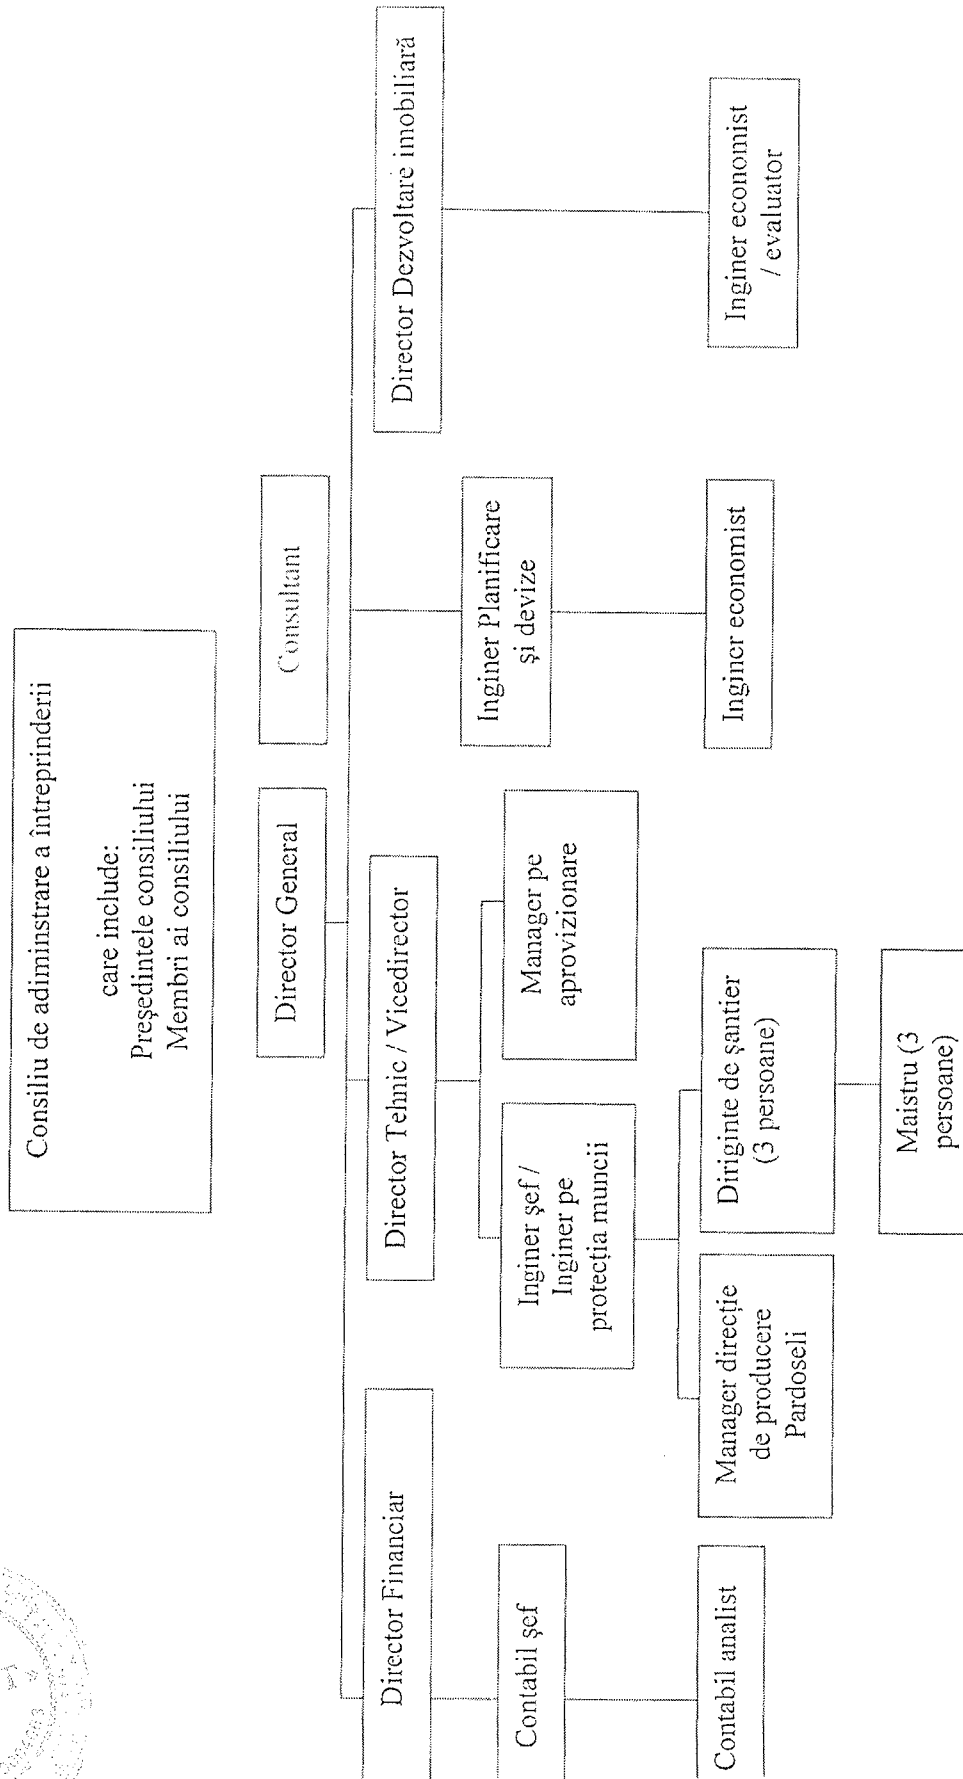 Consiliu de adiminstrare a întreprinderii
care include:
Președintele consiliului
Membri ai consiliului
Director General
Consultant
Director Financiar
Director Tehnic / Vicedirector
Director Dezvoltare imobiliară
Contabil șef
Inginer șef /
Inginer pe
protecția muncii
Manager pe
aprovizionare
Inginer Planificare
și devize
Contabil analist
Manager direcție
de producere
Pardoseli
Diriginte de șantier
(3 persoane)
Inginer economist
Inginer economist
/ evaluator
Maistru (3
persoane)